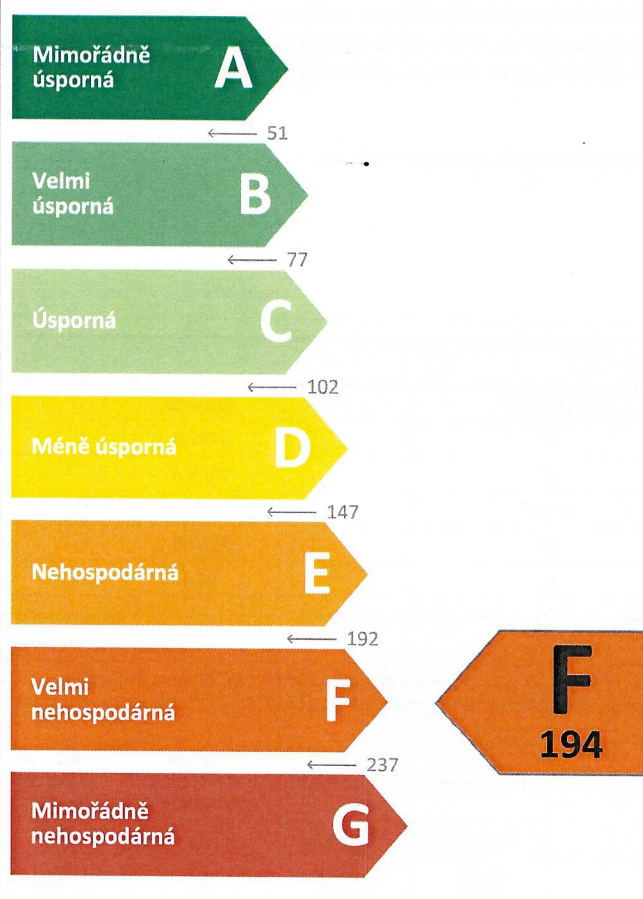 Mimořádně
úsporná
A
51
Velmi
úsporná
B
77
Úsporná
C
102
Méně úsporná
D
147
Nehospodárná
E
192
Velmi
nehospodárná
F
F
194
237
Mimořádně
nehospodárná
G